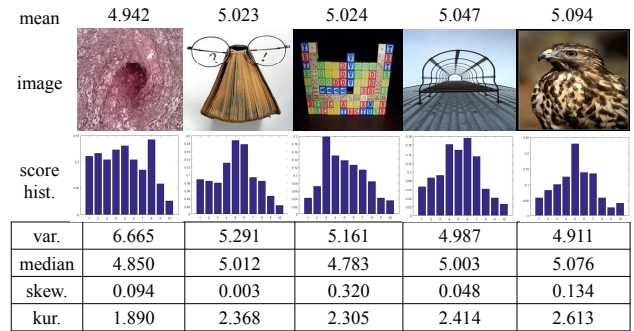 mean 4.942 5.023 5.024 5.047 5.094
image
? ?
score
hist.
var. 6.665 5.291 5.161 4.987 4.911
median 4.850 5.012 4.783 5.003 5.076
skew. 0.094 0.003 0.320 0.048 0.134
kur. 1.890 2.368 2.305 2.414 2.613